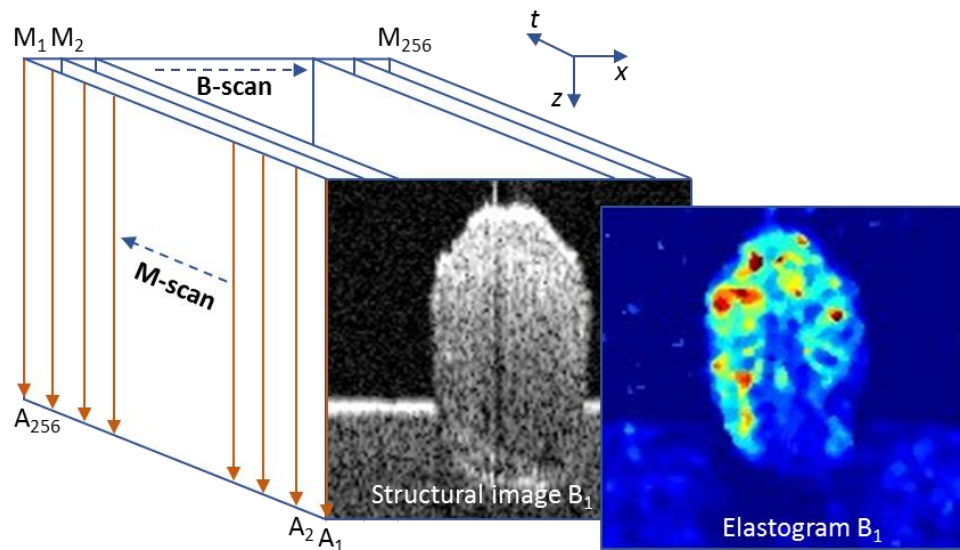 t
M₁ M₂
M₂₅₆
x
B-scan
z
M-scan
A₂₅₆
Structural image B₁
A₂
A₁
Elastogram B₁